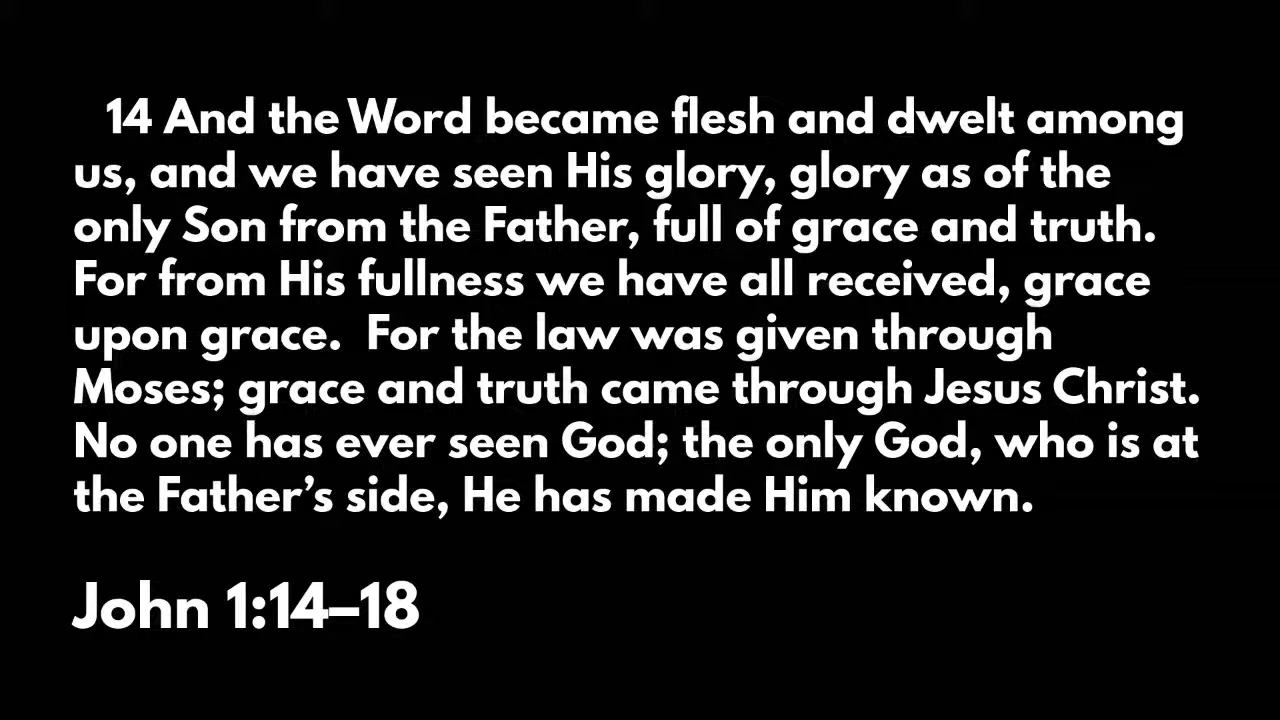 14 And the Word became flesh and dwelt among
us, and we have seen His glory, glory as of the
only Son from the Father, full of grace and truth.
For from His fullness we have all received, grace
upon grace.  For the law was given through
Moses; grace and truth came through Jesus Christ.
No one has ever seen God; the only God, who is at
the Father’s side, He has made Him known.
John 1:14–18